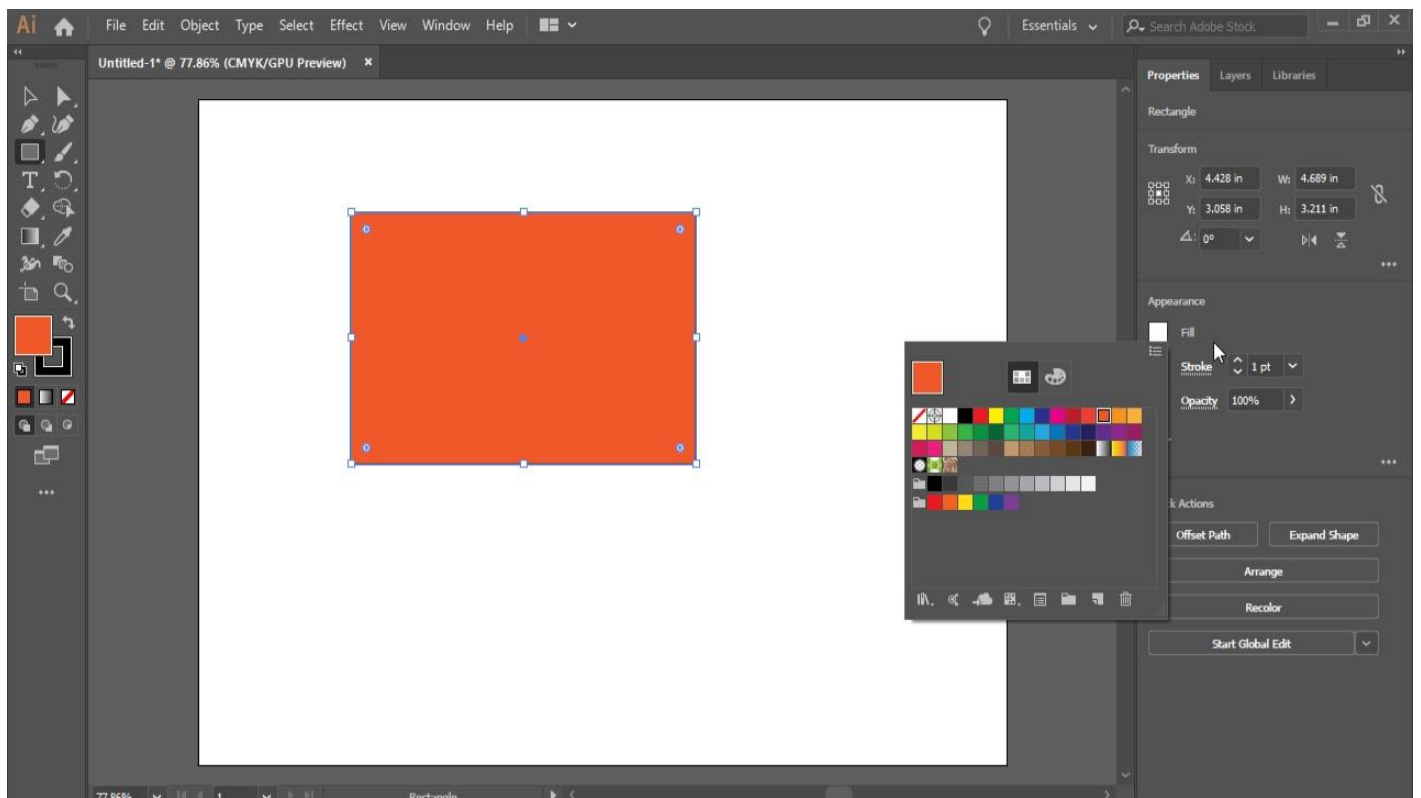 Ai File Edit Object Type Select Effect View Window Help Essentials Search Adobe Stock
Untitled-1* @ 77.86% (CMYK/GPU Preview) ×
Properties Layers Libraries
Rectangle
Transform
X: 4.428 in W: 4.689 in
Y: 3.058 in H: 3.211 in
0°
Appearance
Fill
Stroke 1 pt
Opacity 100%
k Actions
Offset Path Expand Shape
Arrange
Recolor
Start Global Edit
77.86% 1 Rectangle